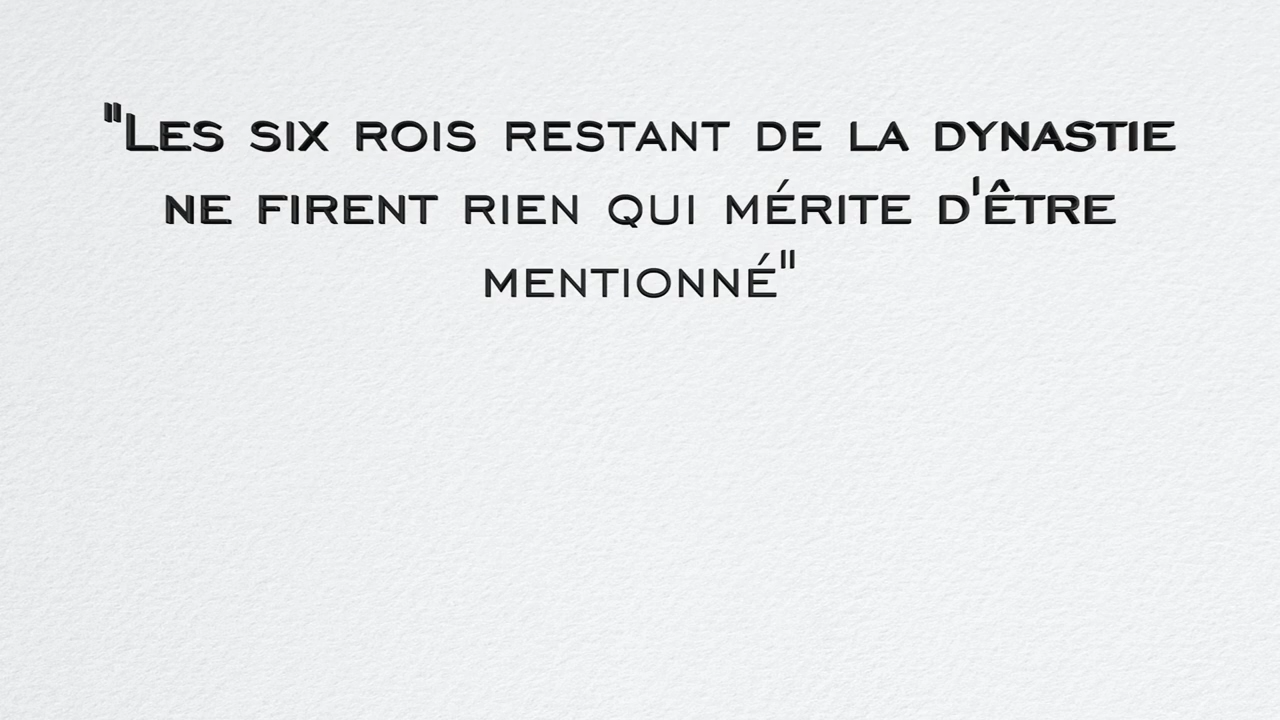 "Les six rois restant de la dynastie
ne firent rien qui mérite d'être
mentionné"